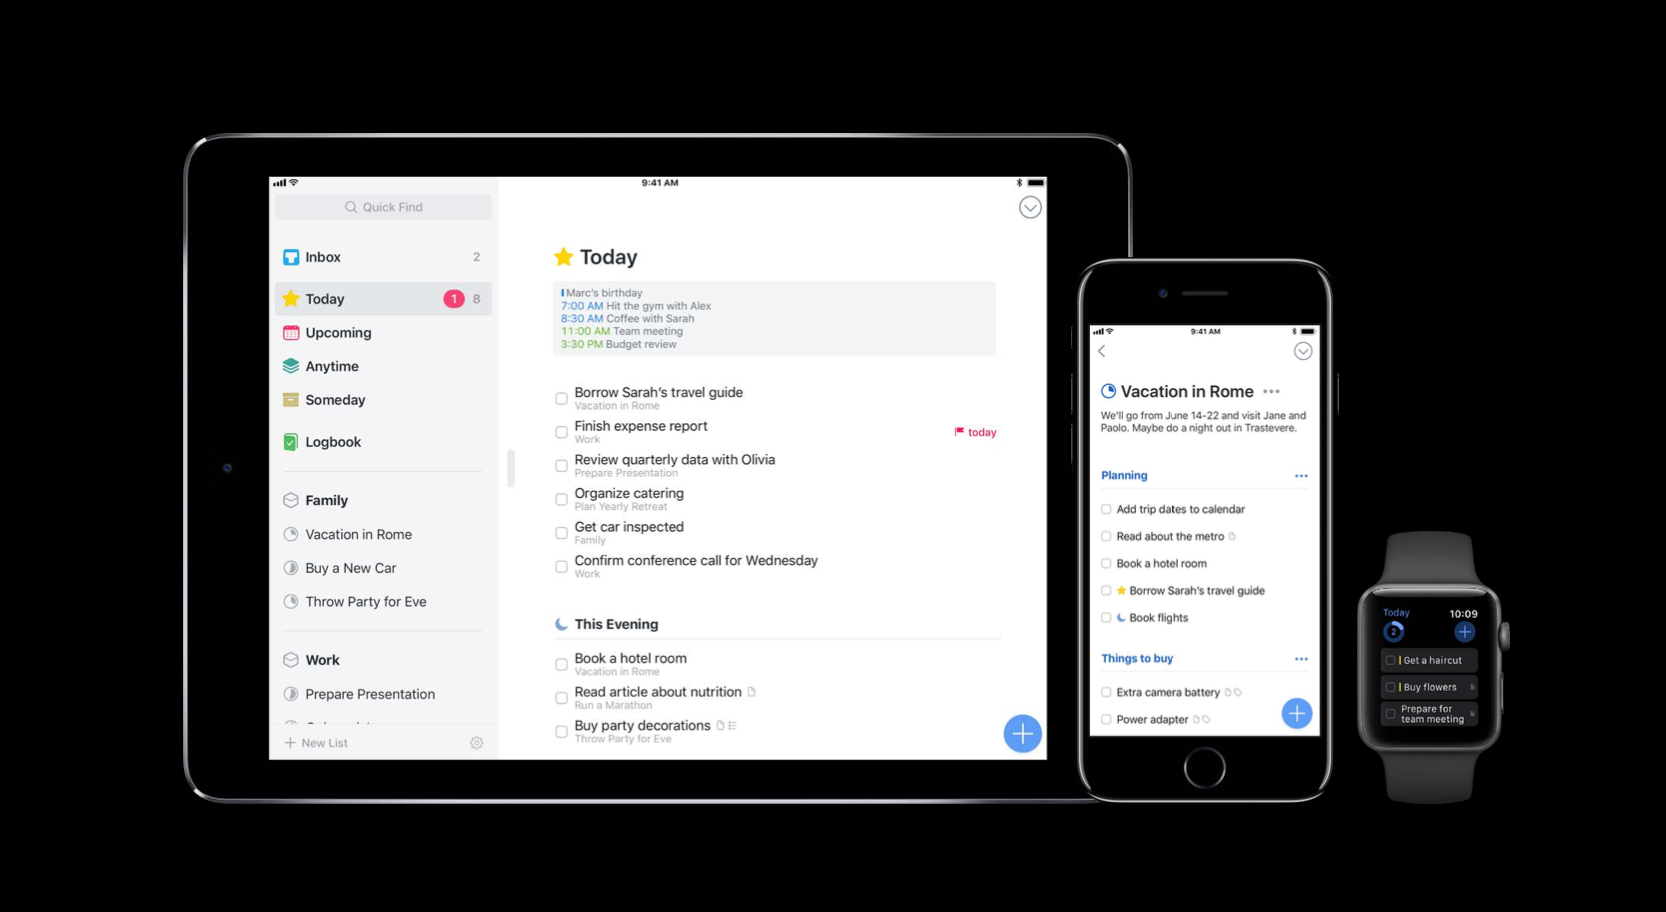 9:41 AM
Quick Find
Inbox 2
Today 1 8
Upcoming
Anytime
Someday
Logbook
Family
Vacation in Rome
Buy a New Car
Throw Party for Eve
Work
Prepare Presentation
New List
Today
Marc's birthday
7:00 AM Hit the gym with Alex
8:30 AM Coffee with Sarah
11:00 AM Team meeting
3:30 PM Budget review
Borrow Sarah's travel guide
Vacation in Rome
Finish expense report
today
Work
Review quarterly data with Olivia
Prepare Presentation
Organize catering
Plan Yearly Retreat
Get car inspected
Family
Confirm conference call for Wednesday
Work
This Evening
Book a hotel room
Vacation in Rome
Read article about nutrition
Run a Marathon
Buy party decorations
Throw Party for Eve
9:41 AM
Vacation in Rome
We'll go from June 14-22 and visit Jane and
Paolo. Maybe do a night out in Trastevere.
Planning
Add trip dates to calendar
Read about the metro
Book a hotel room
Borrow Sarah's travel guide
Book flights
Things to buy
Extra camera battery
Power adapter
Today 10:09
2
Get a haircut
Buy flowers
Prepare for
team meeting